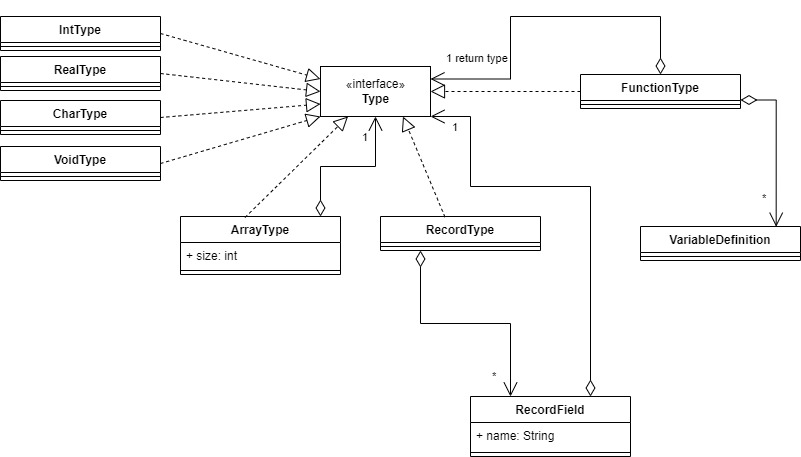 IntType
RealType
CharType
VoidType
«interface»
Type
1 return type
FunctionType
1
1
*
VariableDefinition
ArrayType
+ size: int
RecordType
*
RecordField
+ name: String